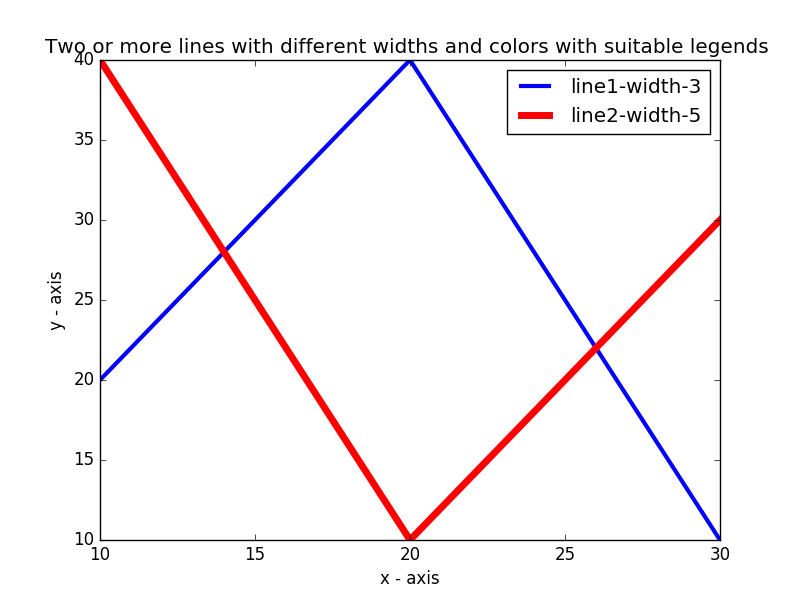 Two or more lines with different widths and colors with suitable legends
line1-width-3
line2-width-5
y - axis
40
35
30
25
20
15
10
10 15 20 25 30
x - axis